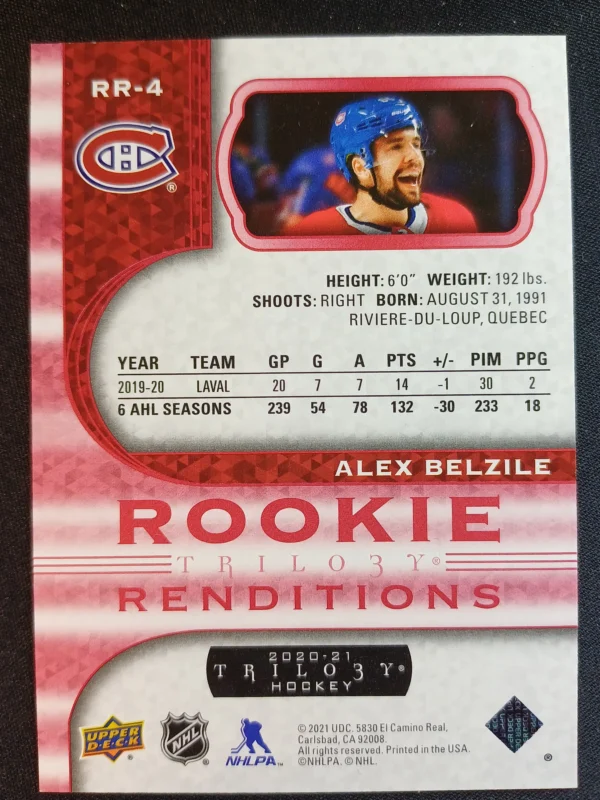 RR-4
®
HEIGHT: 6'0" WEIGHT: 192 lbs.
SHOOTS: RIGHT BORN: AUGUST 31, 1991
RIVIERE-DU-LOUP, QUEBEC
YEAR TEAM GP G A PTS +/- PIM PPG
2019-20 LAVAL 20 7 7 14 -1 30 2
6 AHL SEASONS 239 54 78 132 -30 233 18
ALEX BELZILE
ROOKIE
TRILO3Y®
RENDITIONS
2020-21
TRILO3Y®
HOCKEY
UPPER DECK ®
NHL ®
NHLPA™
© 2021 UDC. 5830 El Camino Real,
Carlsbad, CA 92008.
All rights reserved. Printed in the USA.
©NHLPA. © NHL.
®